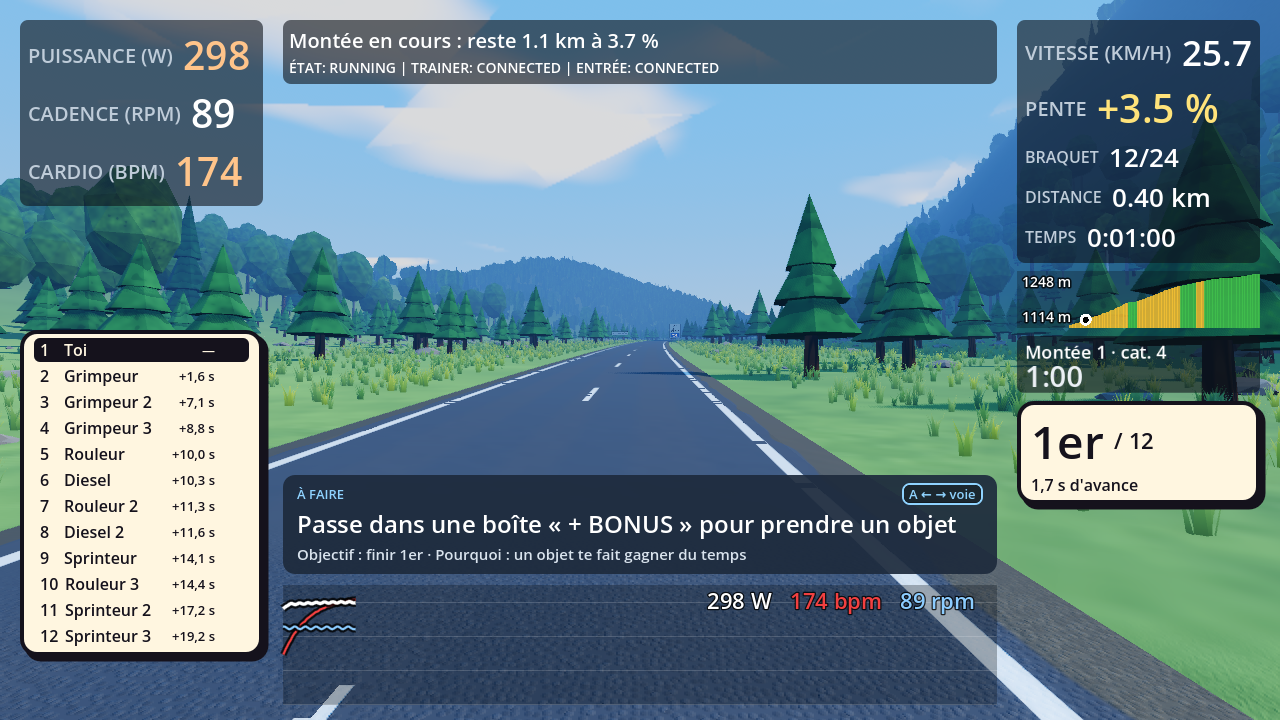 PUISSANCE (W) 298
CADENCE (RPM) 89
CARDIO (BPM) 174
Montée en cours : reste 1.1 km à 3.7 %
ÉTAT: RUNNING | TRAINER: CONNECTED | ENTRÉE: CONNECTED
VITESSE (KM/H) 25.7
PENTE +3.5 %
BRAQUET 12/24
DISTANCE 0.40 km
TEMPS 0:01:00
1248 m
1114 m
Montée 1 · cat. 4
1:00
1er / 12
1,7 s d'avance
1 Toi —
2 Grimpeur +1,6 s
3 Grimpeur 2 +7,1 s
4 Grimpeur 3 +8,8 s
5 Rouleur +10,0 s
6 Diesel +10,3 s
7 Rouleur 2 +11,3 s
8 Diesel 2 +11,6 s
9 Sprinteur +14,1 s
10 Rouleur 3 +14,4 s
11 Sprinteur 2 +17,2 s
12 Sprinteur 3 +19,2 s
À FAIRE
A ← → voie
Passe dans une boîte « + BONUS » pour prendre un objet
Objectif : finir 1er · Pourquoi : un objet te fait gagner du temps
298 W 174 bpm 89 rpm